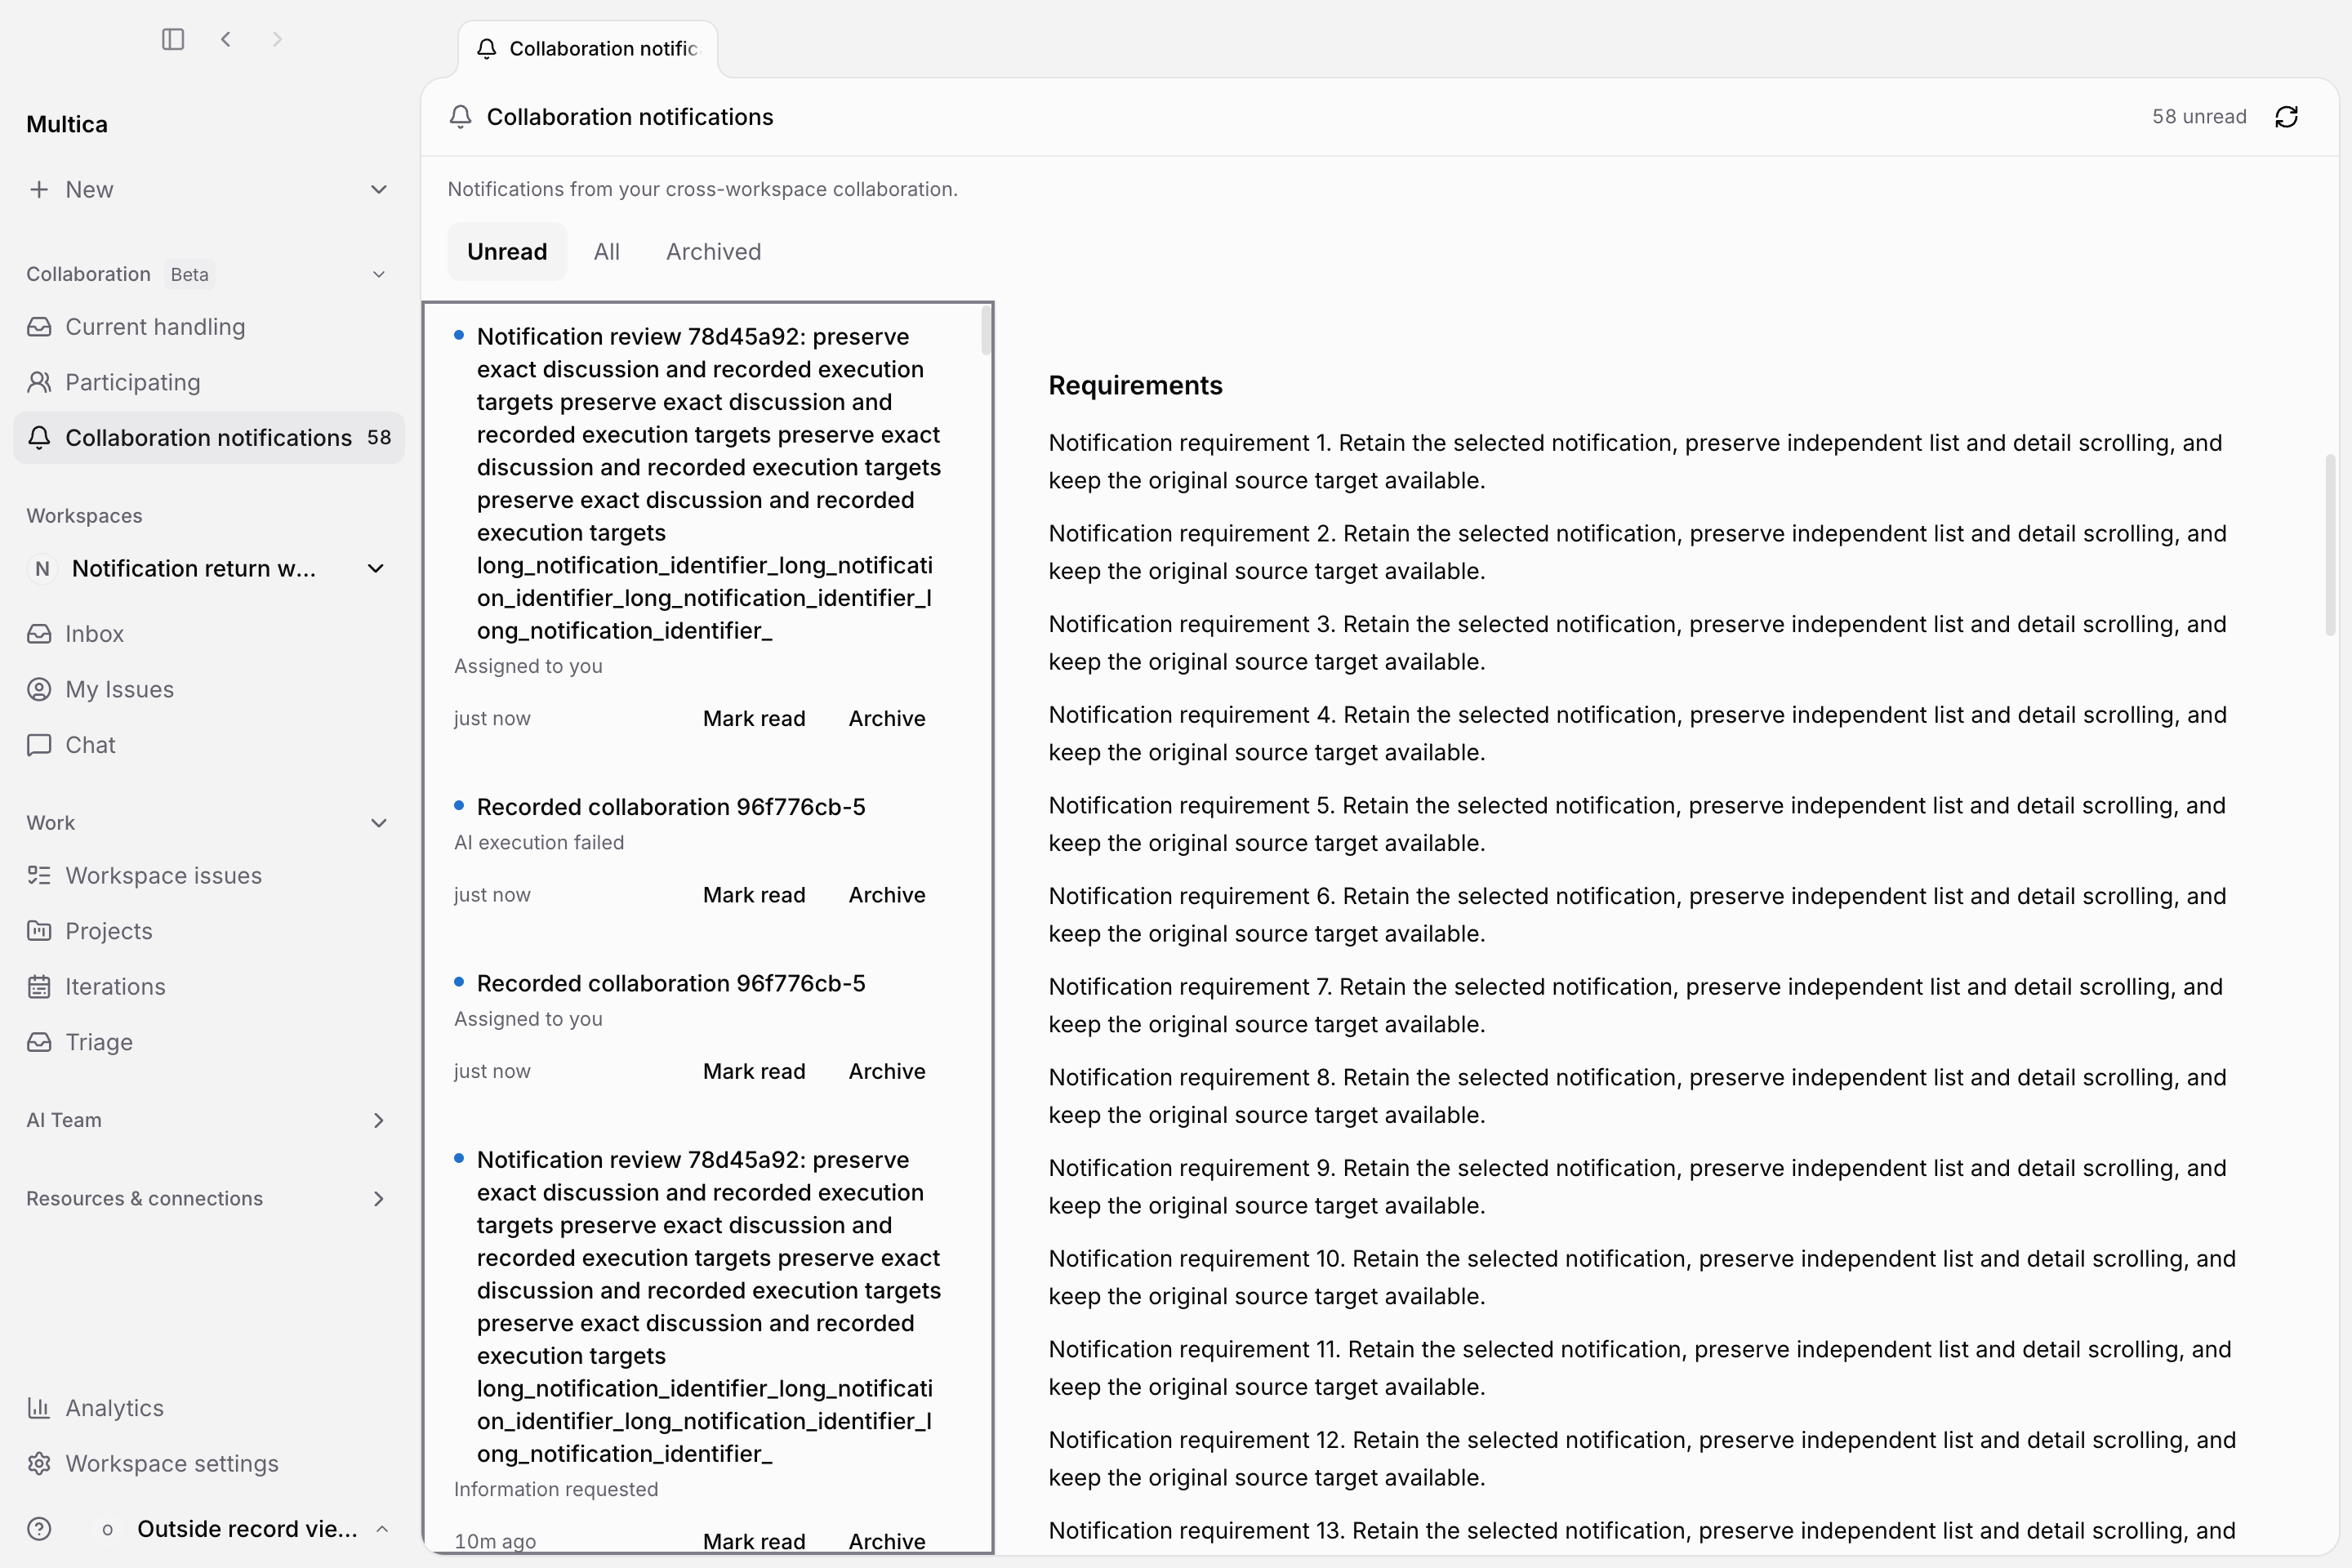 Collaboration notific
Multica
New
Collaboration Beta
Current handling
Participating
Collaboration notifications 58
Workspaces
N Notification return w...
Inbox
My Issues
Chat
Work
Workspace issues
Projects
Iterations
Triage
AI Team
Resources & connections
Analytics
Workspace settings
O Outside record vie...
Collaboration notifications
58 unread
Notifications from your cross-workspace collaboration.
Unread All Archived
Notification review 78d45a92: preserve
exact discussion and recorded execution
targets preserve exact discussion and
recorded execution targets preserve exact
discussion and recorded execution targets
preserve exact discussion and recorded
execution targets
long_notification_identifier_long_notificati
on_identifier_long_notification_identifier_l
ong_notification_identifier_
Assigned to you
just now Mark read Archive
Recorded collaboration 96f776cb-5
AI execution failed
just now Mark read Archive
Recorded collaboration 96f776cb-5
Assigned to you
just now Mark read Archive
Notification review 78d45a92: preserve
exact discussion and recorded execution
targets preserve exact discussion and
recorded execution targets preserve exact
discussion and recorded execution targets
preserve exact discussion and recorded
execution targets
long_notification_identifier_long_notificati
on_identifier_long_notification_identifier_l
ong_notification_identifier_
Information requested
10m ago Mark read Archive
Requirements
Notification requirement 1. Retain the selected notification, preserve independent list and detail scrolling, and
keep the original source target available.
Notification requirement 2. Retain the selected notification, preserve independent list and detail scrolling, and
keep the original source target available.
Notification requirement 3. Retain the selected notification, preserve independent list and detail scrolling, and
keep the original source target available.
Notification requirement 4. Retain the selected notification, preserve independent list and detail scrolling, and
keep the original source target available.
Notification requirement 5. Retain the selected notification, preserve independent list and detail scrolling, and
keep the original source target available.
Notification requirement 6. Retain the selected notification, preserve independent list and detail scrolling, and
keep the original source target available.
Notification requirement 7. Retain the selected notification, preserve independent list and detail scrolling, and
keep the original source target available.
Notification requirement 8. Retain the selected notification, preserve independent list and detail scrolling, and
keep the original source target available.
Notification requirement 9. Retain the selected notification, preserve independent list and detail scrolling, and
keep the original source target available.
Notification requirement 10. Retain the selected notification, preserve independent list and detail scrolling, and
keep the original source target available.
Notification requirement 11. Retain the selected notification, preserve independent list and detail scrolling, and
keep the original source target available.
Notification requirement 12. Retain the selected notification, preserve independent list and detail scrolling, and
keep the original source target available.
Notification requirement 13. Retain the selected notification, preserve independent list and detail scrolling, and